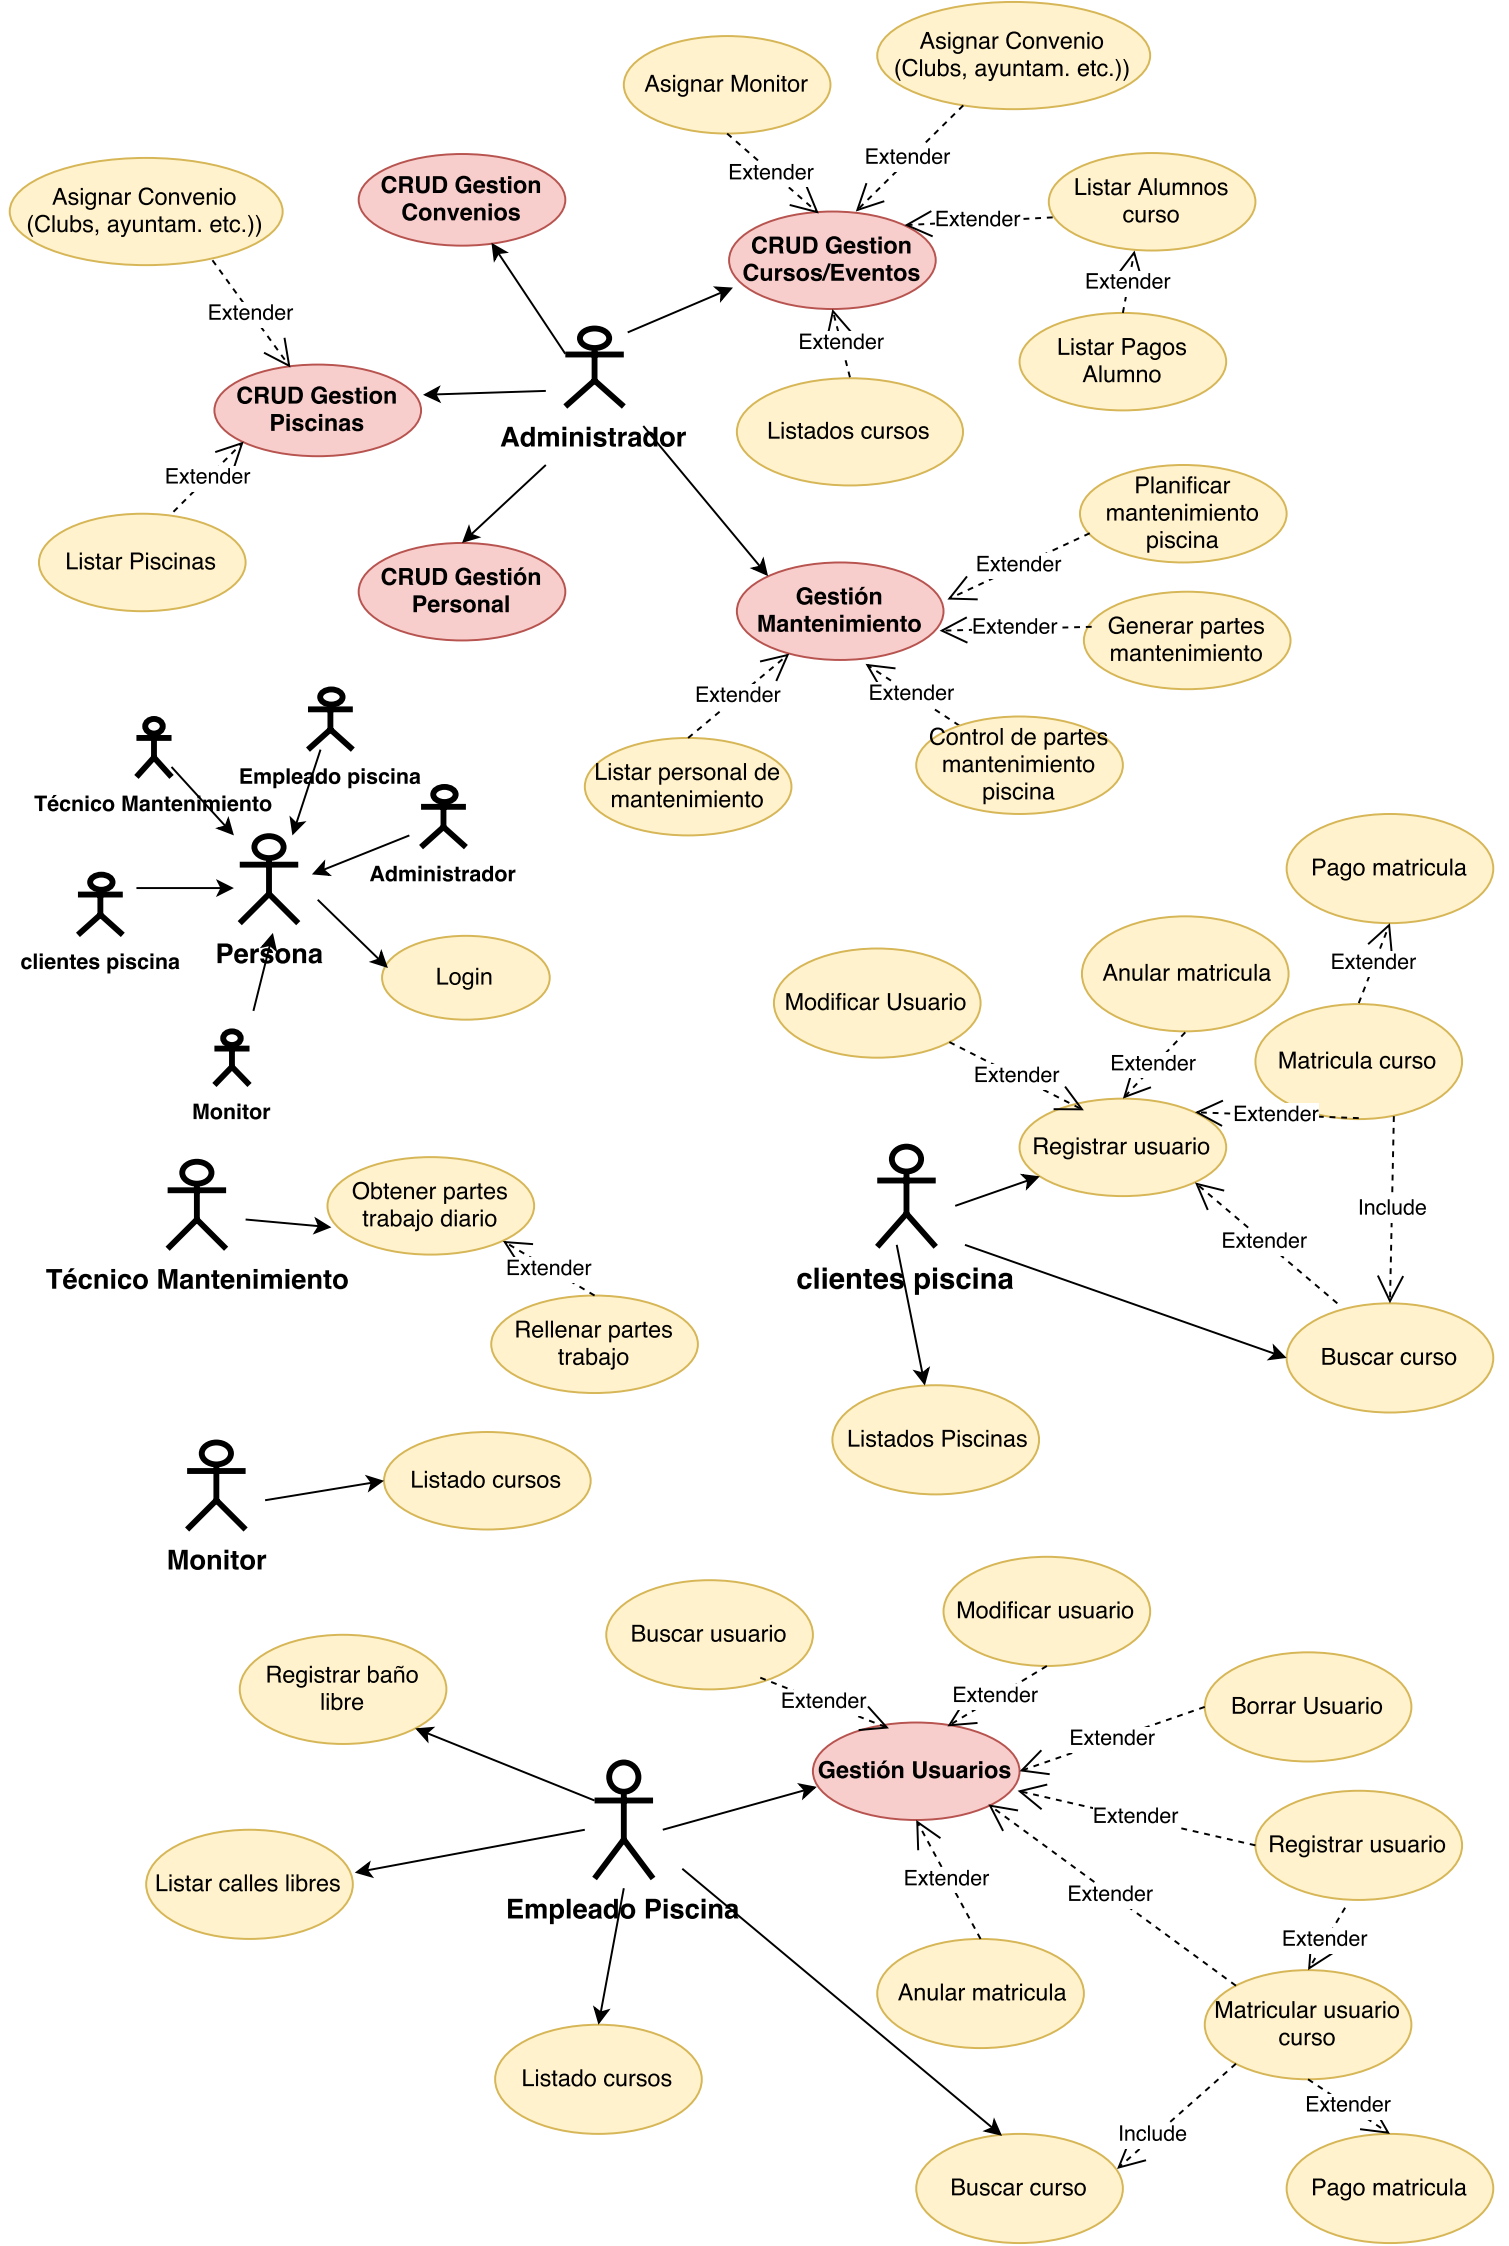 Asignar Convenio
(Clubs, ayuntam. etc.))
Asignar Monitor
Extender
Extender
CRUD Gestion
Convenios
Asignar Convenio
(Clubs, ayuntam. etc.))
Listar Alumnos
curso
Extender
CRUD Gestion
Cursos/Eventos
Extender
Listar Pagos
Alumno
Extender
Extender
Listados cursos
CRUD Gestion
Piscinas
Administrador
Extender
Listar Piscinas
CRUD Gestión
Personal
Planificar
mantenimiento
piscina
Extender
Gestión
Mantenimiento
Extender
Generar partes
mantenimiento
Extender
Extender
Listar personal de
mantenimiento
Control de partes
mantenimiento
piscina
Empleado piscina
Técnico Mantenimiento
Administrador
clientes piscina
Persona
Login
Monitor
Pago matricula
Extender
Modificar Usuario
Anular matricula
Matricula curso
Extender
Extender
Extender
Registrar usuario
Include
Extender
clientes piscina
Buscar curso
Listados Piscinas
Obtener partes
trabajo diario
Técnico Mantenimiento
Extender
Rellenar partes
trabajo
Listado cursos
Monitor
Buscar usuario
Modificar usuario
Registrar baño
libre
Extender
Extender
Borrar Usuario
Extender
Gestión Usuarios
Extender
Registrar usuario
Listar calles libres
Empleado Piscina
Extender
Extender
Extender
Anular matricula
Matricular usuario
curso
Listado cursos
Extender
Include
Buscar curso
Pago matricula